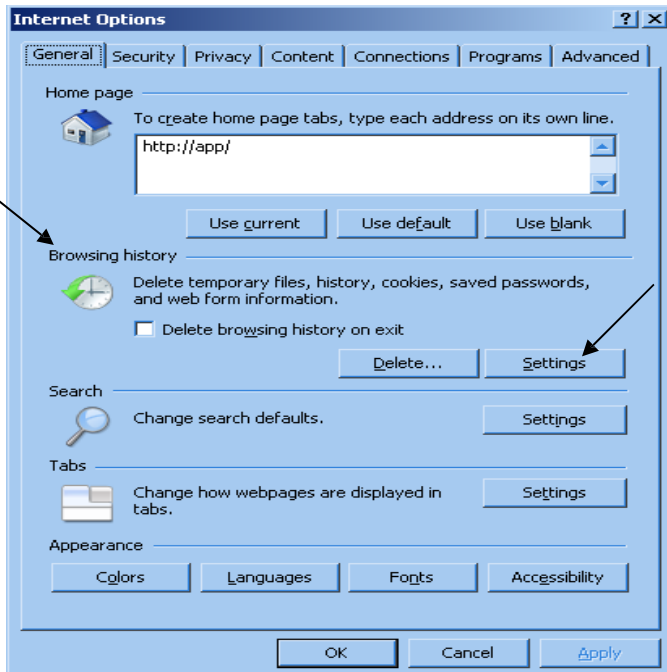 Internet Options
General Security Privacy Content Connections Programs Advanced
Home page
To create home page tabs, type each address on its own line.
http://app/
Use current Use default Use blank
Browsing history
Delete temporary files, history, cookies, saved passwords,
and web form information.
Delete browsing history on exit
Delete... Settings
Search
Change search defaults. Settings
Tabs
Change how webpages are displayed in Settings
tabs.
Appearance
Colors Languages Fonts Accessibility
OK Cancel Apply